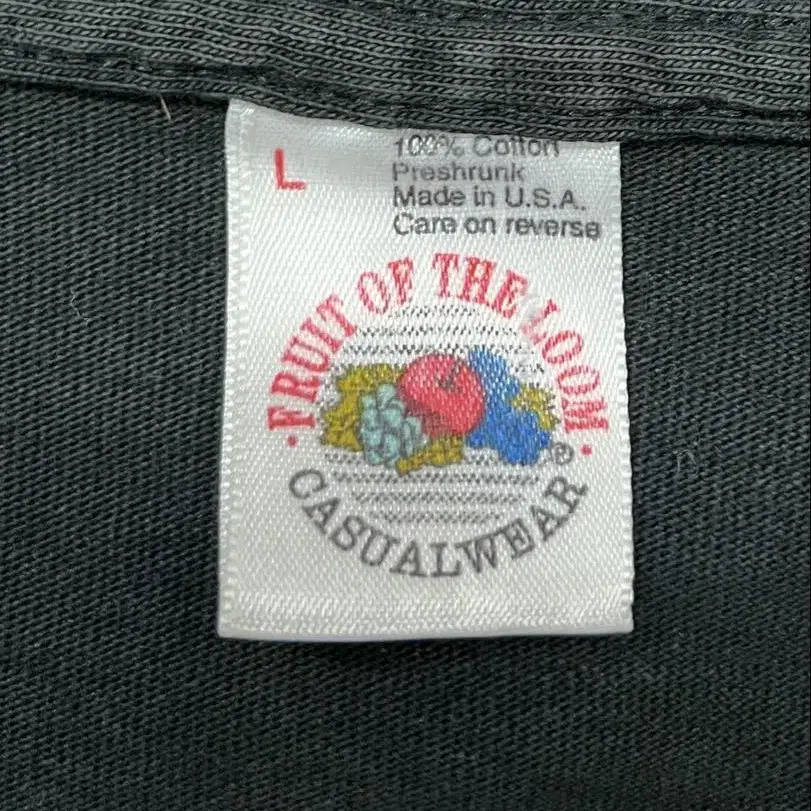 L
100% Cotton
Preshrunk
Made in U.S.A.
Care on reverse
·FRUIT OF THE LOOM·
®
CASUALWEAR